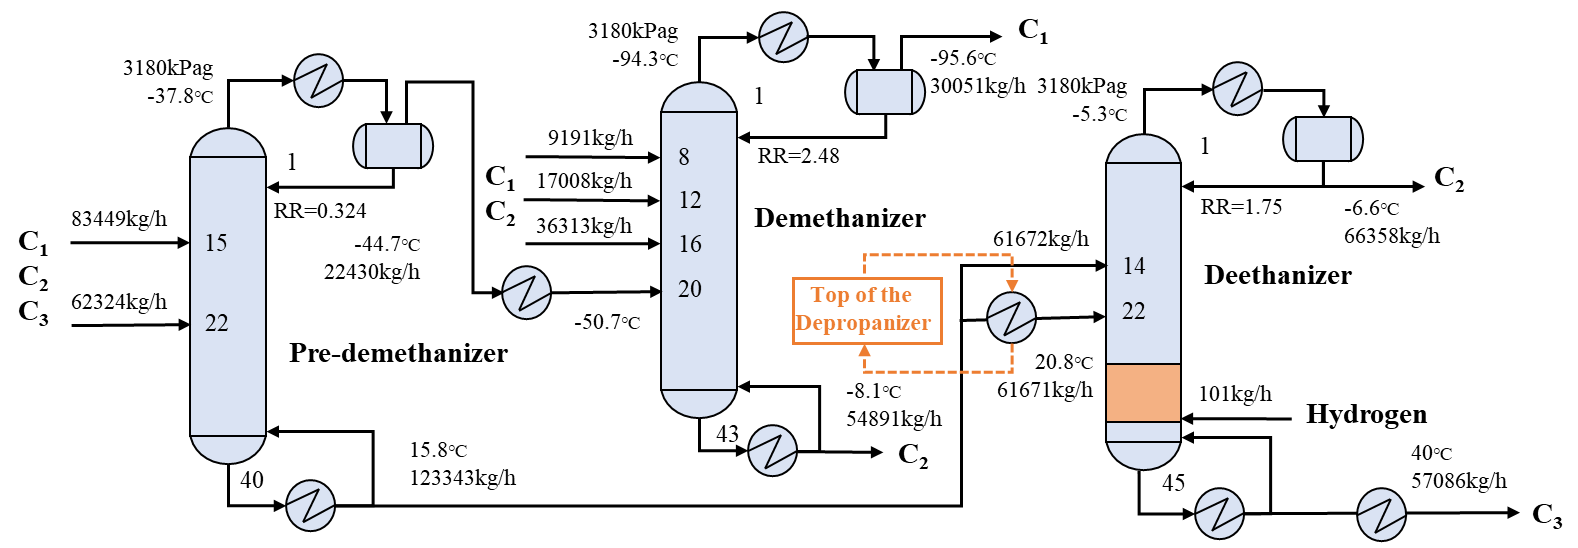 3180kPag
-37.8℃
1
RR=0.324
83449kg/h
C₁
C₂
C₃
15
62324kg/h
22
-44.7℃
22430kg/h
Pre-demethanizer
40
15.8℃
123343kg/h
3180kPag
-94.3℃
C₁
-95.6℃
30051kg/h
1
RR=2.48
9191kg/h
8
C₁
C₂
17008kg/h
12
36313kg/h
16
20
-50.7℃
Demethanizer
43
-8.1℃
54891kg/h
C₂
Top of the
Depropanizer
61672kg/h
20.8℃
61671kg/h
3180kPag
-5.3℃
1
RR=1.75
C₂
-6.6℃
66358kg/h
14
Deethanizer
22
101kg/h
Hydrogen
45
40℃
57086kg/h
C₃